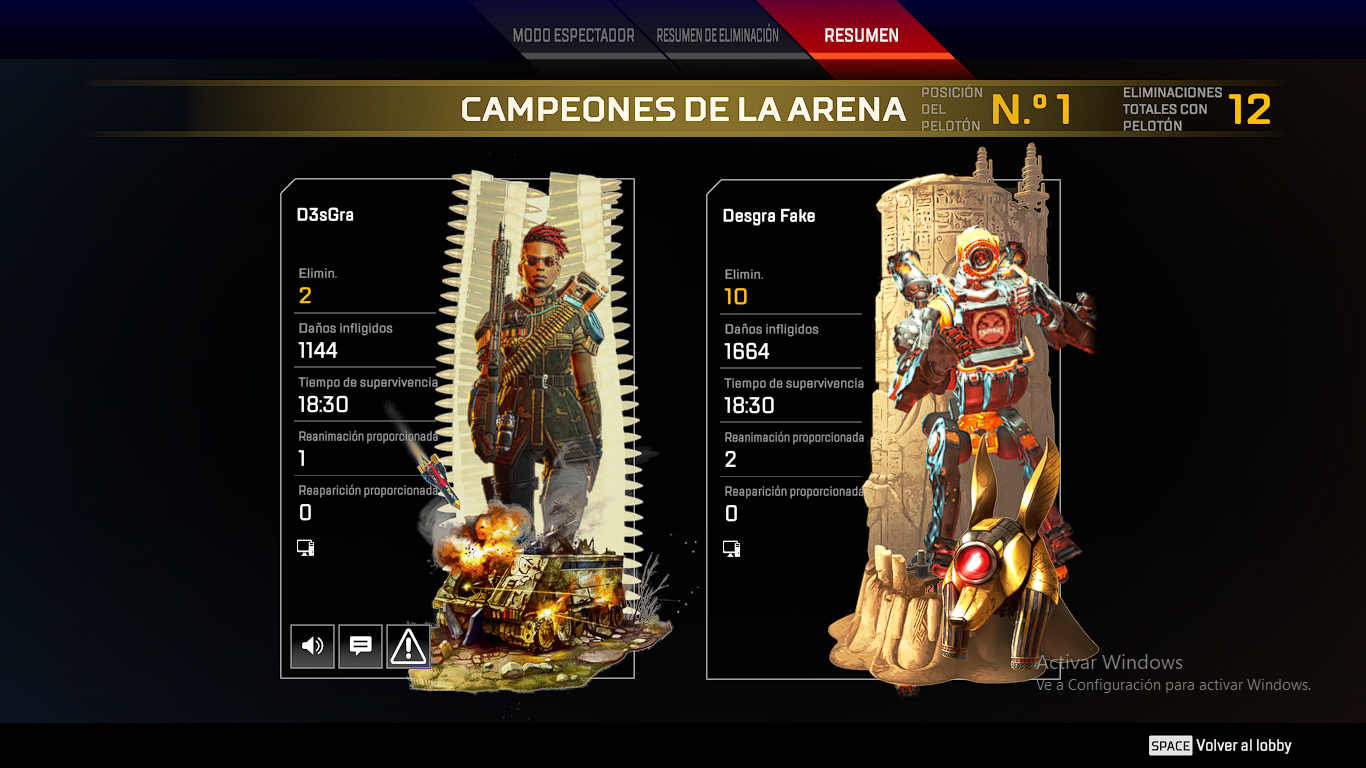 MODO ESPECTADOR
RESUMEN DE ELIMINACIÓN
RESUMEN
CAMPEONES DE LA ARENA
POSICIÓN
DEL
PELOTÓN
N.º 1
ELIMINACIONES
TOTALES CON
PELOTÓN
12
D3sGra
Elimin.
2
Daños infligidos
1144
Tiempo de supervivencia
18:30
Reanimación proporcionada
1
Reaparición proporcionada
0
Desgra Fake
Elimin.
10
Daños infligidos
1664
Tiempo de supervivencia
18:30
Reanimación proporcionada
2
Reaparición proporcionada
0
Activar Windows
Ve a Configuración para activar Windows.
SPACE Volver al lobby